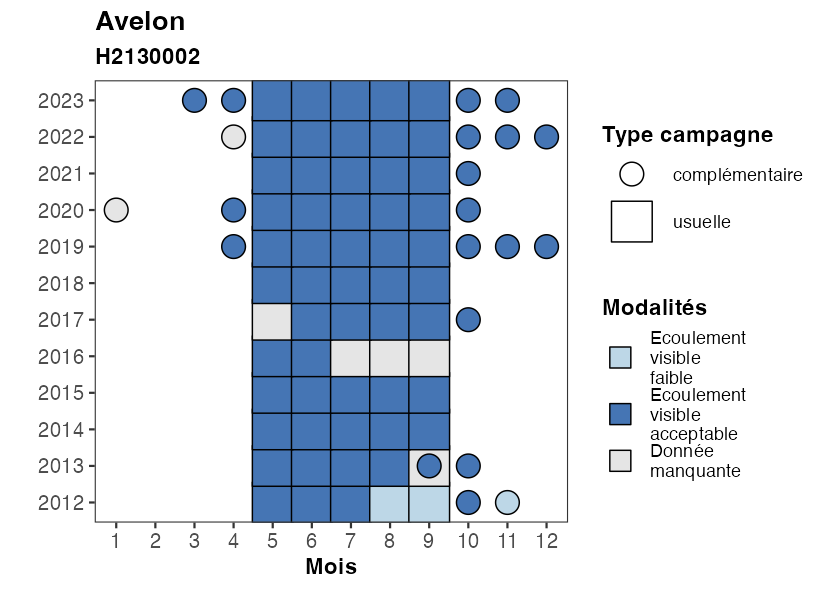 Avelon
H2130002
2023
2022
2021
2020
2019
2018
2017
2016
2015
2014
2013
2012
1 2 3 4 5 6 7 8 9 10 11 12
Mois
Type campagne
complémentaire
usuelle
Modalités
Ecoulement
visible
faible
Ecoulement
visible
acceptable
Donnée
manquante